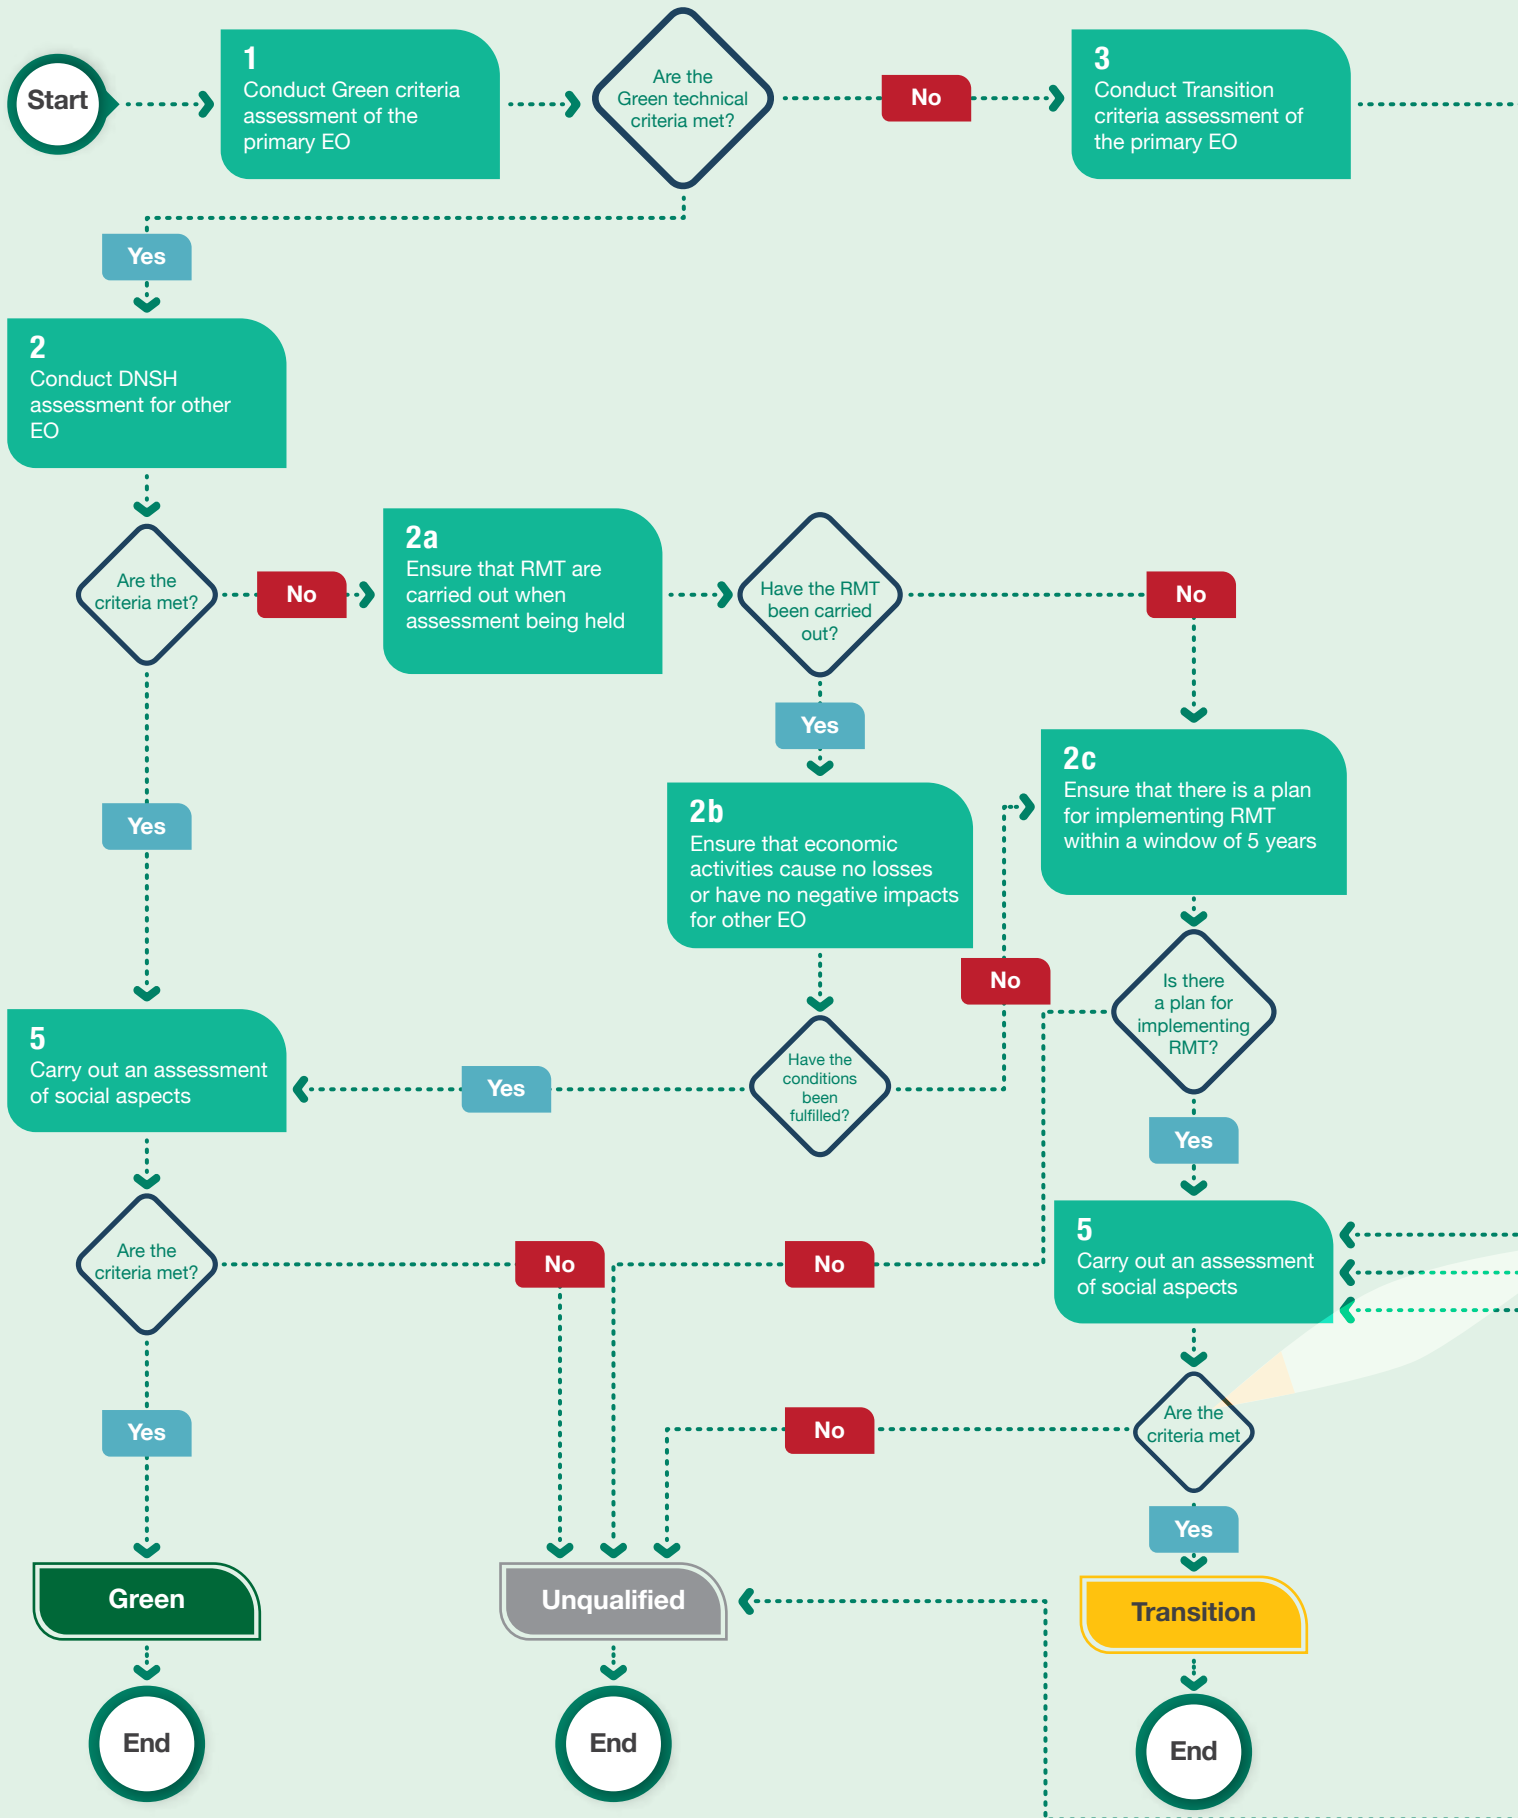 Start
1
Conduct Green criteria
assessment of the
primary EO
Are the
Green technical
criteria met?
No
3
Conduct Transition
criteria assessment of
the primary EO
Yes
2
Conduct DNSH
assessment for other
EO
Are the
criteria met?
No
2a
Ensure that RMT are
carried out when
assessment being held
Have the RMT
been carried
out?
No
Yes
Yes
2b
Ensure that economic
activities cause no losses
or have no negative impacts
for other EO
2c
Ensure that there is a plan
for implementing RMT
within a window of 5 years
No
Is there
a plan for
implementing
RMT?
5
Carry out an assessment
of social aspects
Yes
Have the
conditions
been
fulfilled?
Yes
Are the
criteria met?
No
No
5
Carry out an assessment
of social aspects
Yes
No
Are the
criteria met
Yes
Green
Unqualified
Transition
End
End
End